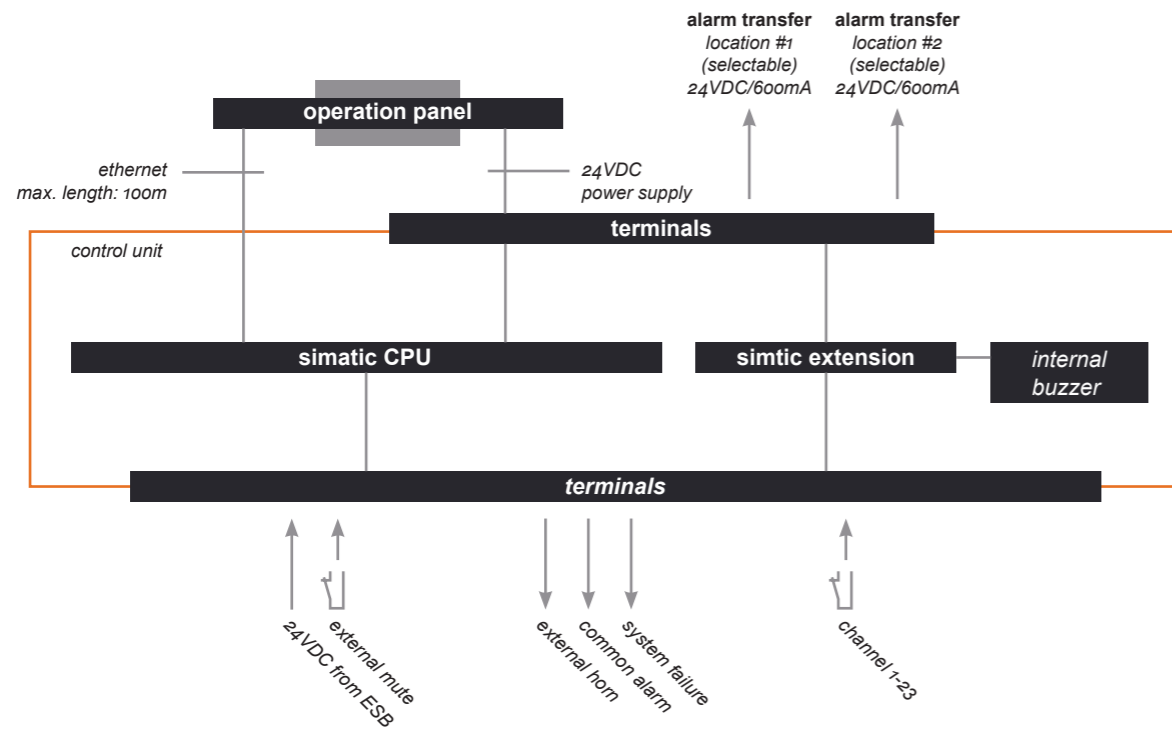 alarm transfer
location #1
(selectable)
24VDC/600mA
alarm transfer
location #2
(selectable)
24VDC/600mA
operation panel
ethernet
max. length: 100m
24VDC
power supply
terminals
control unit
simatic CPU
simtic extension
internal
buzzer
terminals
24VDC from ESB
external mute
external horn
common alarm
system failure
channel 1-23